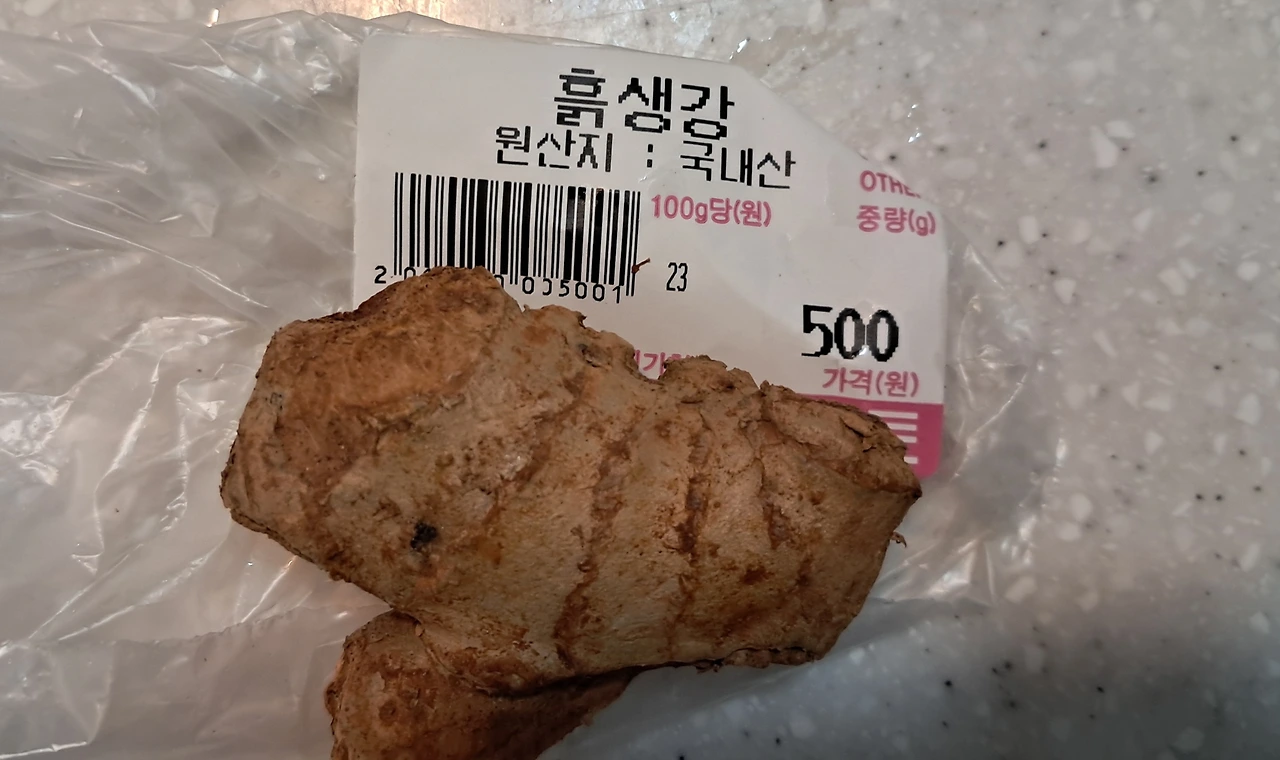 흙생강
원산지 : 국내산
OTHE
100g당(원)
중량(g)
005001
23
500
가격(원)